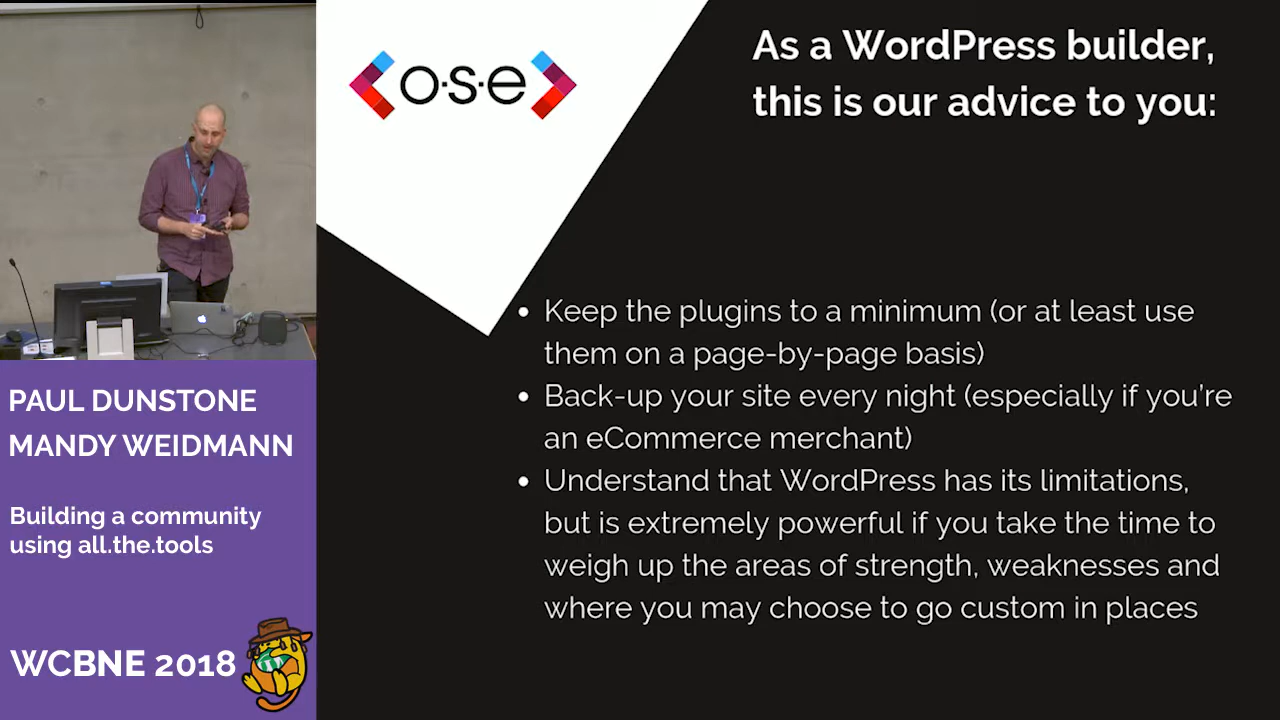 o·s·e
As a WordPress builder,
this is our advice to you:
• Keep the plugins to a minimum (or at least use
them on a page-by-page basis)
• Back-up your site every night (especially if you're
an eCommerce merchant)
• Understand that WordPress has its limitations,
but is extremely powerful if you take the time to
weigh up the areas of strength, weaknesses and
where you may choose to go custom in places
PAUL DUNSTONE
MANDY WEIDMANN
Building a community
using all.the.tools
WCBNE 2018